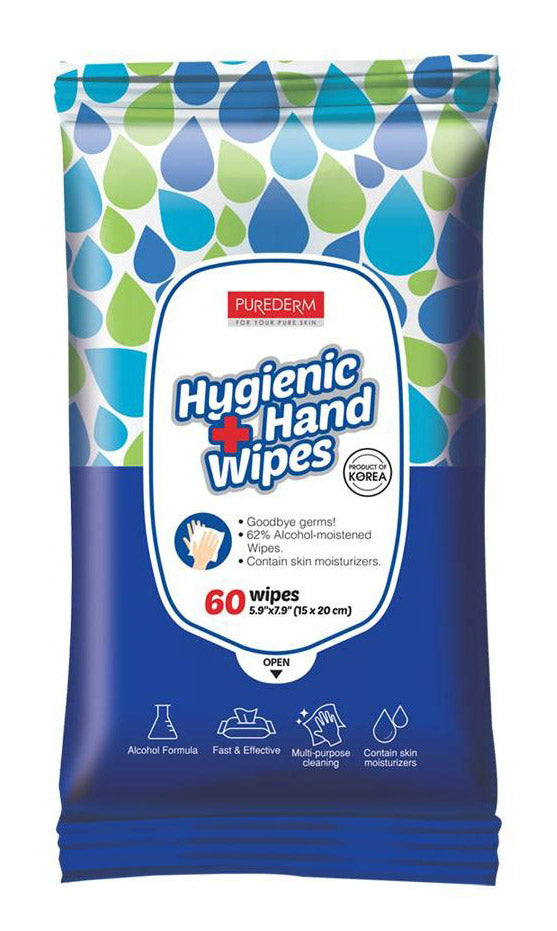 PUREDERM
FOR YOUR PURE SKIN
Hygienic
Hand
Wipes
PRODUCT OF
KOREA
• Goodbye germs!
• 62% Alcohol-moistened
Wipes.
• Contain skin moisturizers.
60 wipes
5.9"x7.9" (15 x 20 cm)
OPEN
Alcohol Formula
Fast & Effective
Multi-purpose
cleaning
Contain skin
moisturizers